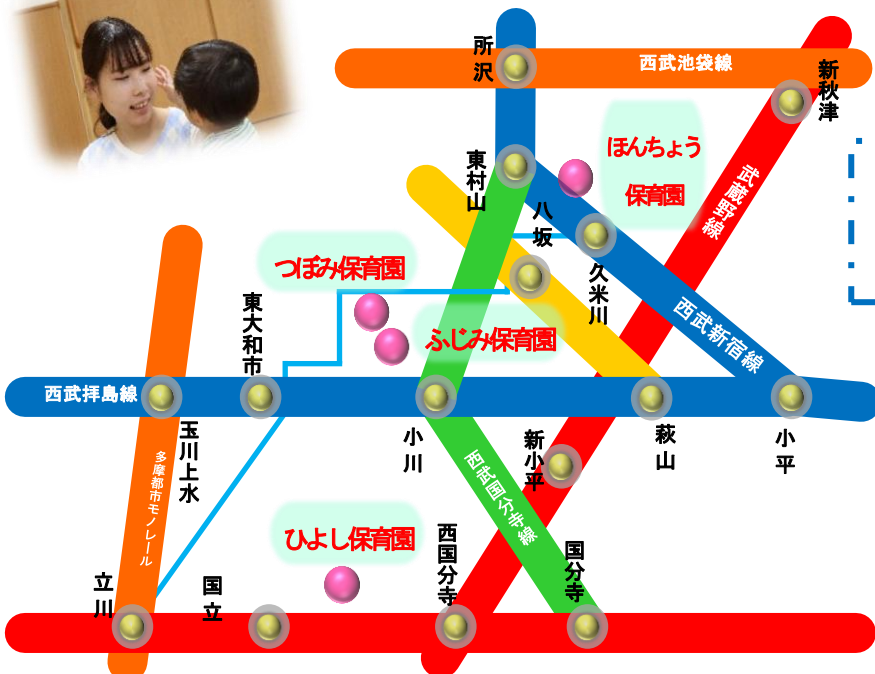 所沢
西武池袋線
新秋津
ほんちょう
保育園
東村山
武蔵野線
八坂
つぼみ保育園
久米川
東大和市
ふじみ保育園
西武新宿線
西武拝島線
玉川上水
小川
新小平
萩山
小平
多摩都市モノレール
西武国分寺線
ひよし保育園
西国分寺
国分寺
立川
国立